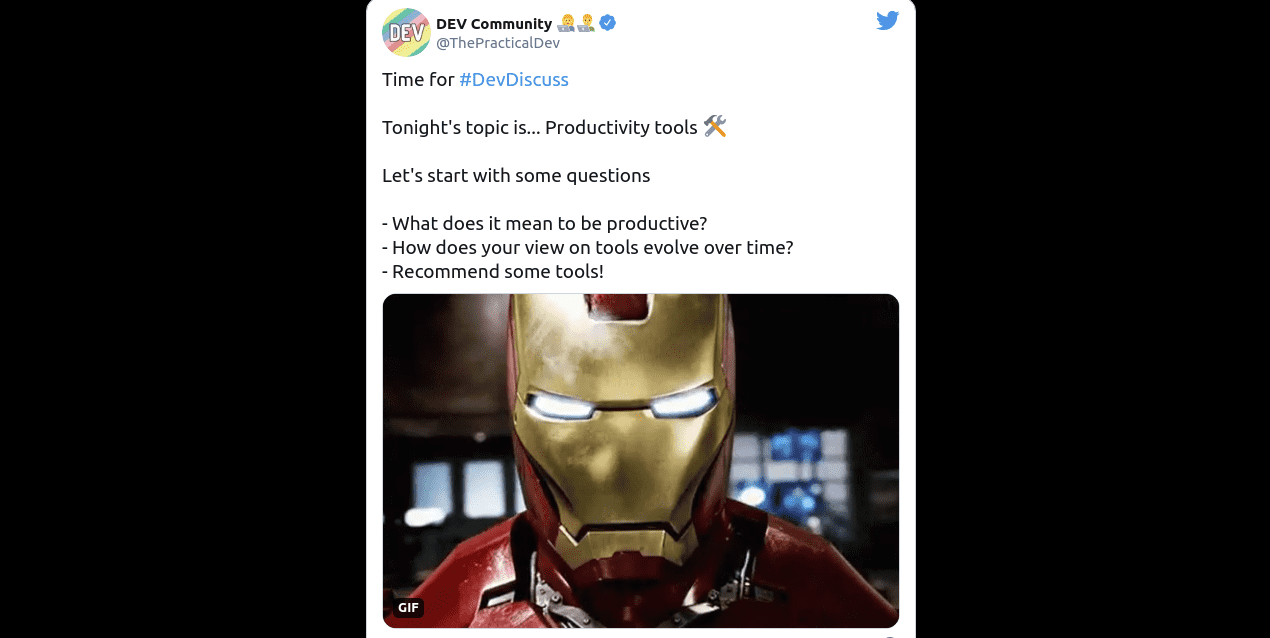 DEV
DEV Community 👩‍💻👨‍💻
@ThePracticalDev
Time for #DevDiscuss
Tonight's topic is... Productivity tools 🛠
Let's start with some questions
- What does it mean to be productive?
- How does your view on tools evolve over time?
- Recommend some tools!
GIF